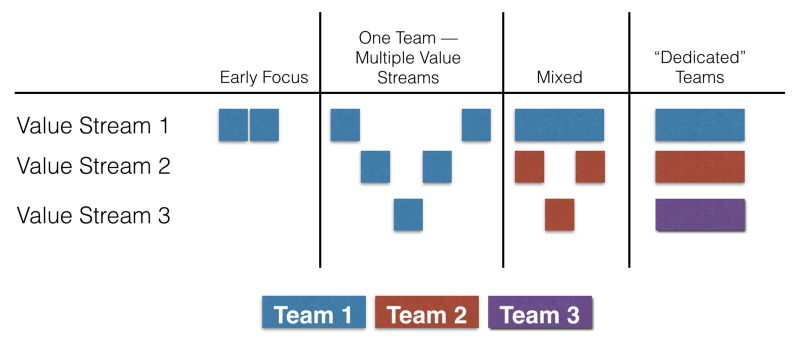 Early Focus
One Team —
Multiple Value
Streams
Mixed
“Dedicated”
Teams
Value Stream 1
Value Stream 2
Value Stream 3
Team 1
Team 2
Team 3